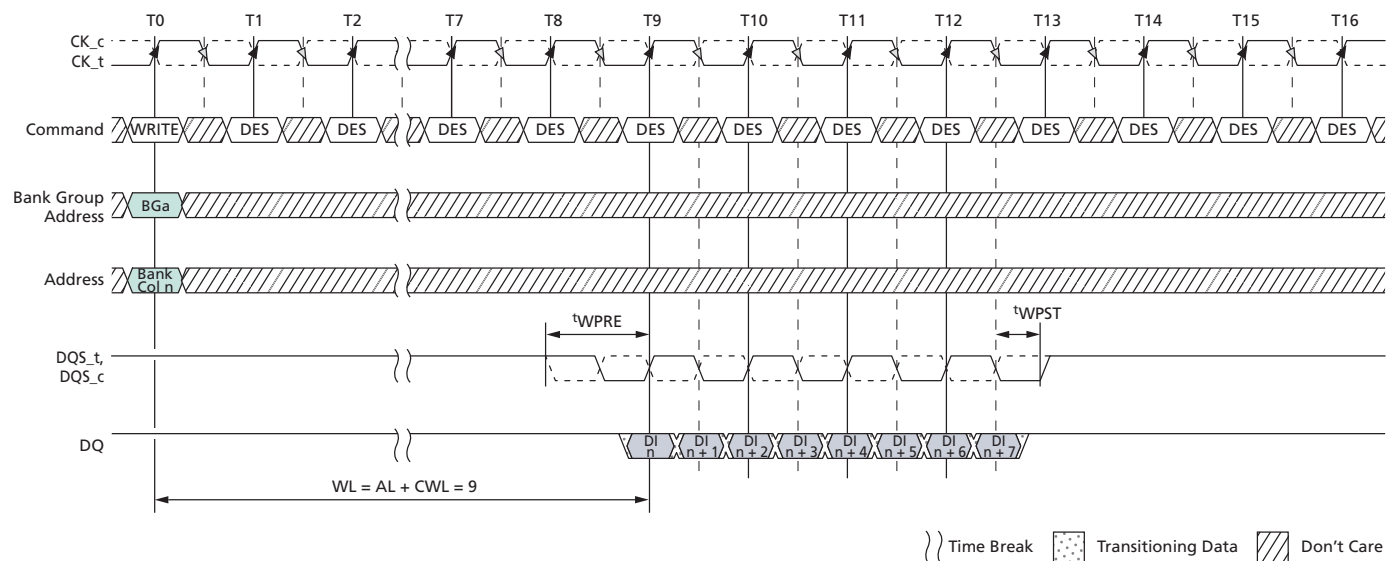 T0 T1 T2 T7 T8 T9 T10 T11 T12 T13 T14 T15 T16
CK_c
CK_t
Command WRITE DES DES DES DES DES DES DES DES DES DES DES DES
Bank Group
Address
BGa
Address
Bank
Col n
tWPRE
tWPST
DQS_t,
DQS_c
DQ
DI DI DI DI DI DI DI DI
n n + 1 n + 2 n + 3 n + 4 n + 5 n + 6 n + 7
WL = AL + CWL = 9
Time Break Transitioning Data Don't Care